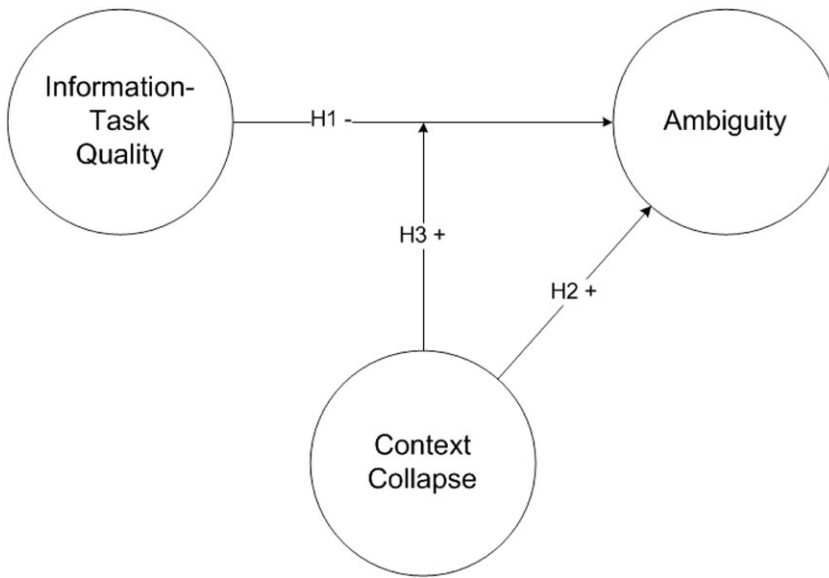 Information-
Task
Quality
H1 -
Ambiguity
H3 +
H2 +
Context
Collapse